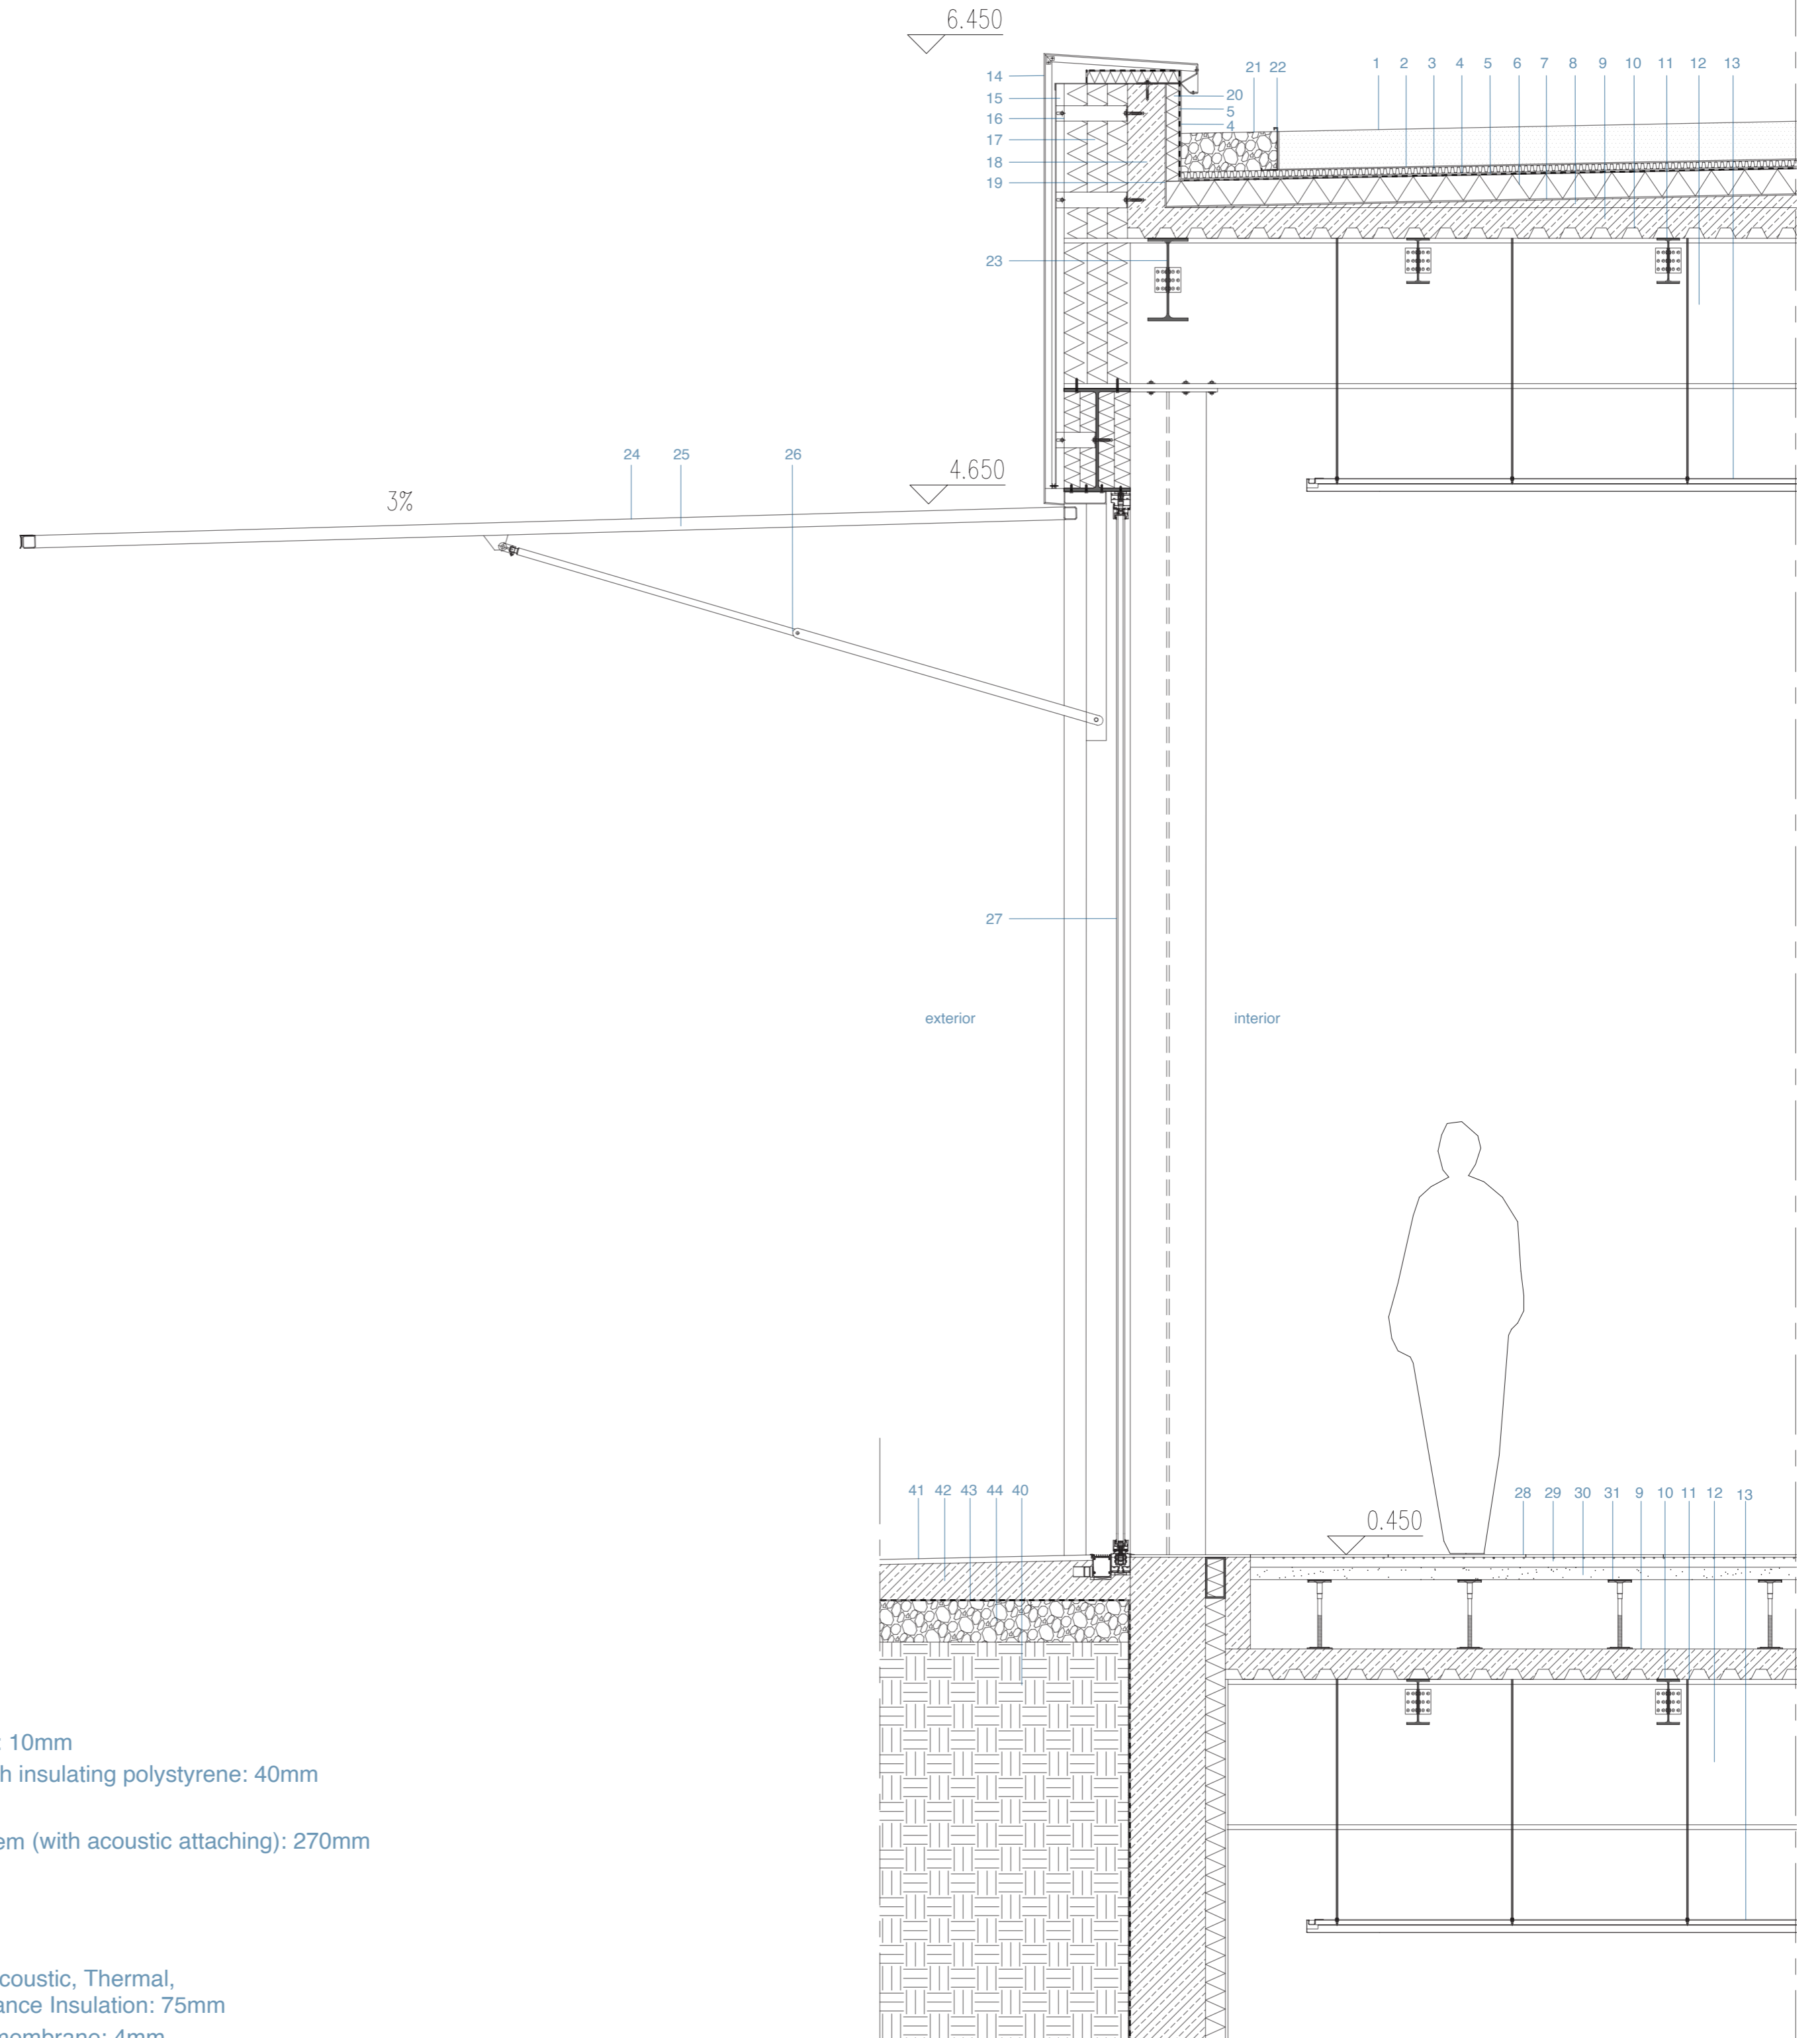 6.450
14
15
16
17
18
19
20
5
4
21 22
1 2 3 4 5 6 7 8 9 10 11 12 13
23
24 25 26
3%
4.650
27
exterior
interior
41 42 43 44 40
0.450
28 29 30 31 9 10 11 12 13
: 10mm
insulating polystyrene: 40mm
(with acoustic attaching): 270mm
Thermal,
Insulation: 75mm
4mm